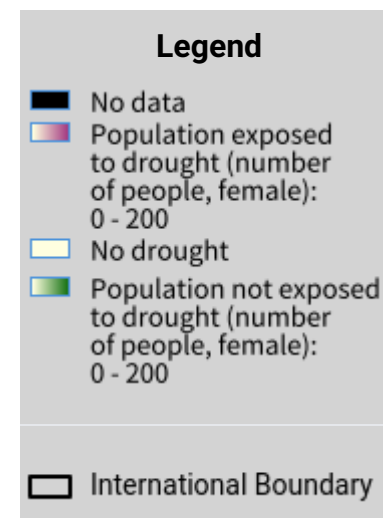 Legend
No data
Population exposed
to drought (number
of people, female):
0 - 200
No drought
Population not exposed
to drought (number
of people, female):
0 - 200
International Boundary